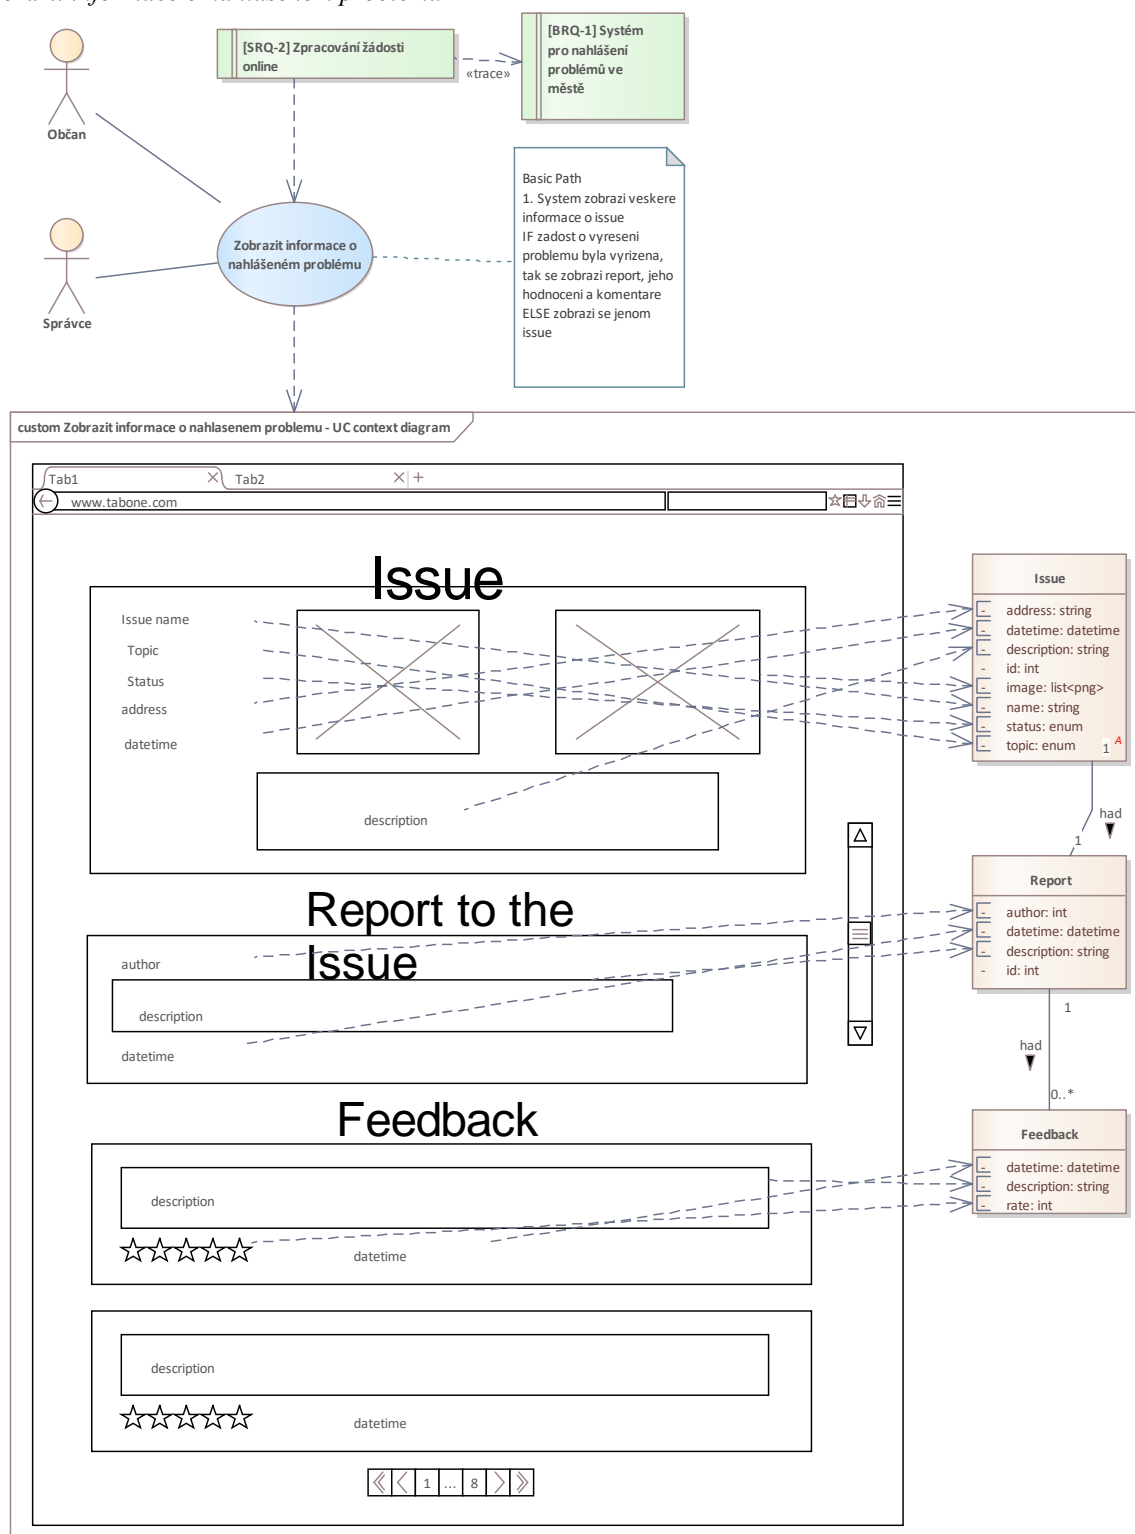 [SRQ-2] Zpracování žádosti
online
«trace»
[BRQ-1] Systém
pro nahlášení
problémů ve
městě
Občan
Správce
Zobrazit informace o
nahlášeném problému
Basic Path
1. System zobrazi veskere
informace o issue
IF zadost o vyreseni
problemu byla vyrizena,
tak se zobrazi report, jeho
hodnoceni a komentare
ELSE zobrazi se jenom
issue
custom Zobrazit informace o nahlasenem problemu - UC context diagram
Tab1
Tab2
www.tabone.com
Issue
Issue name
Topic
Status
address
datetime
description
Report to the
Issue
author
description
datetime
Feedback
description
datetime
description
datetime
1 ... 8
Issue
- address: string
- datetime: datetime
- description: string
- id: int
- image: list<png>
- name: string
- status: enum
- topic: enum
1
A
had
1
Report
- author: int
- datetime: datetime
- description: string
- id: int
1
had
0..*
Feedback
- datetime: datetime
- description: string
- rate: int